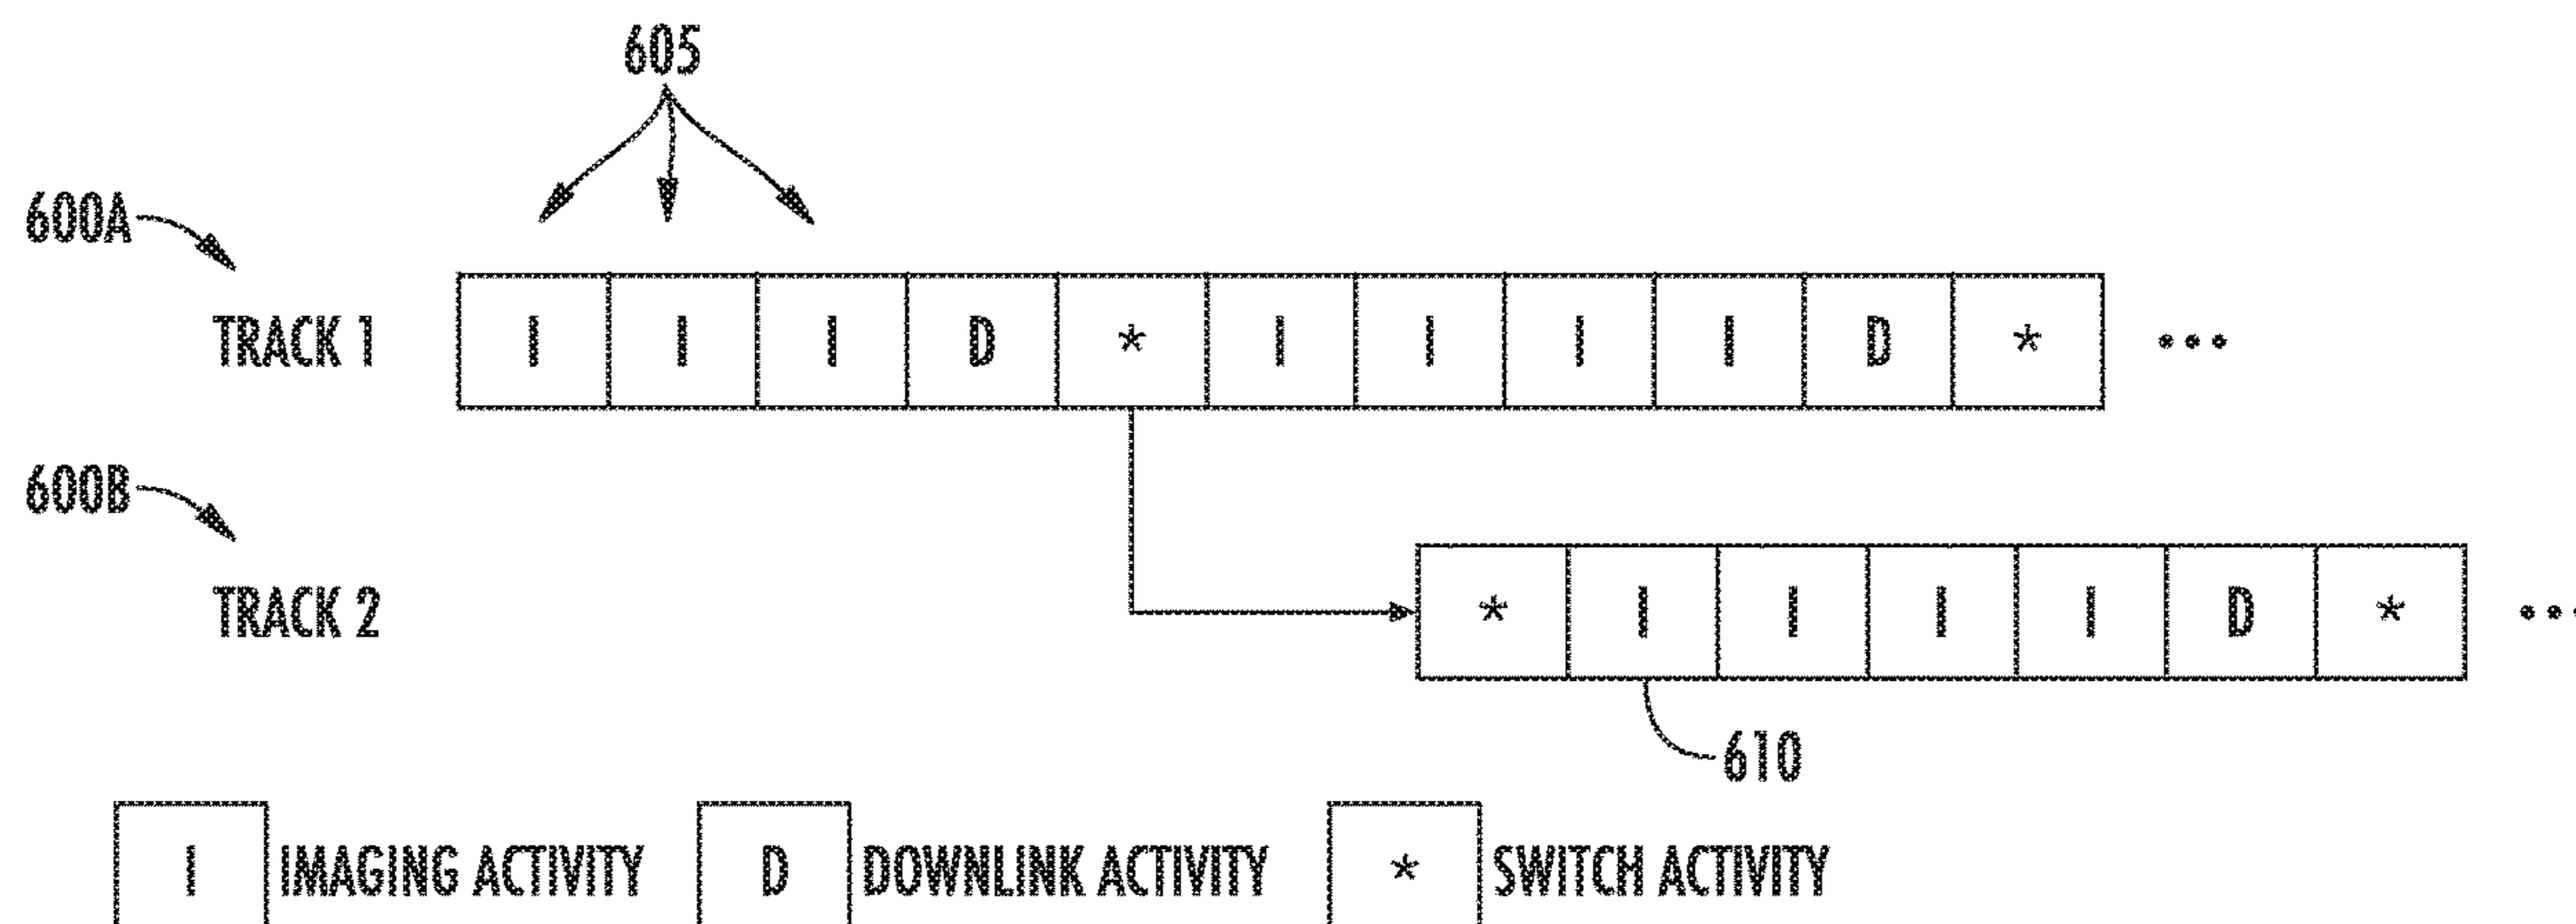 605
600A
TRACK 1 I I I D * I I I I D * •••
600B
TRACK 2 * I I I I D * •••
610
I IMAGING ACTIVITY D DOWNLINK ACTIVITY * SWITCH ACTIVITY